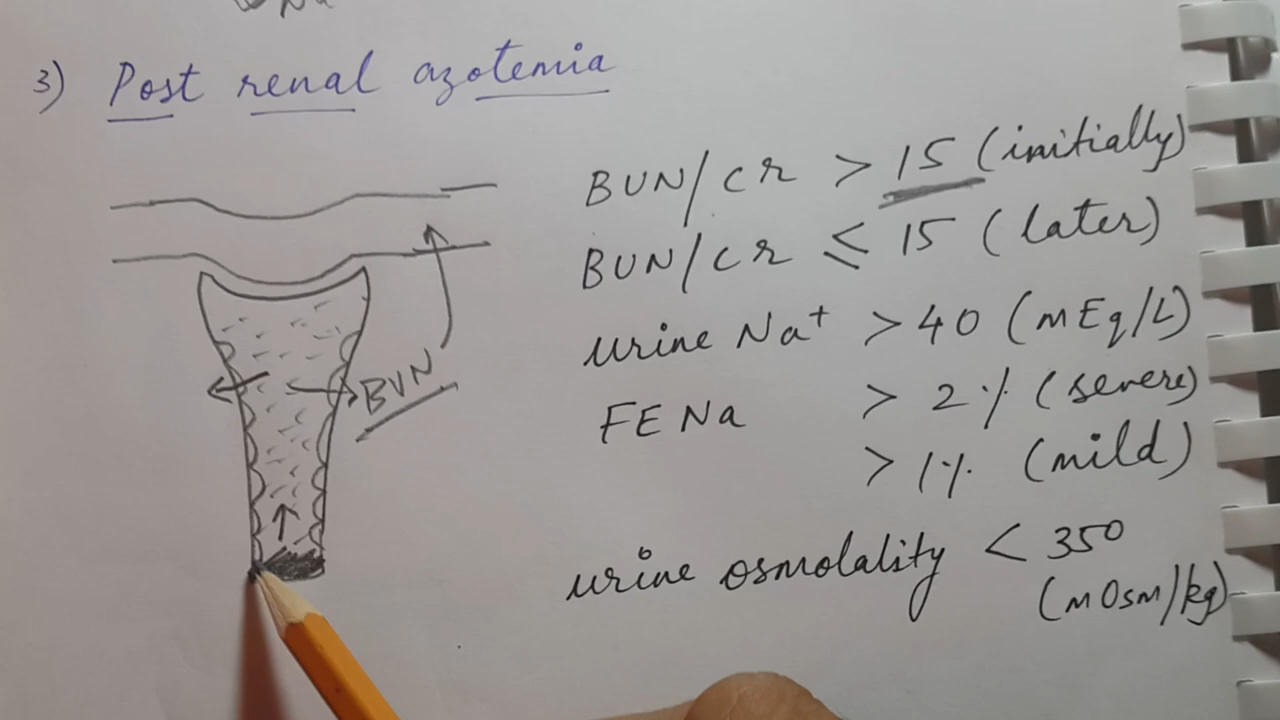 3) Post renal azotemia
BUN/cr > 15 (initially)
BUN/cr ≤ 15 (later)
urine Na+ > 40 (mEq/L)
FENa > 2% (severe)
> 1% (mild)
urine osmolality < 350
(mOsm/kg)
BUN